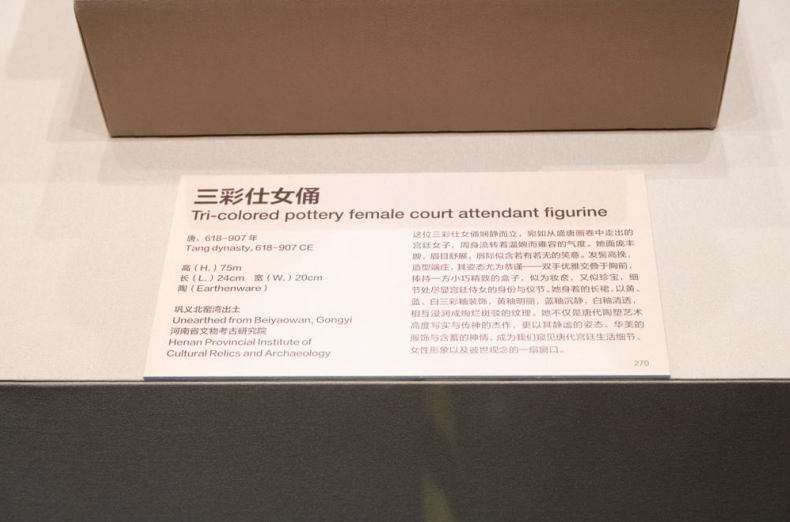 三彩仕女俑
Tri-colored pottery female court attendant figurine
唐，618-907 年
Tang dynasty, 618-907 CE
高（H.）75m
长（L.）24cm 宽（W.）20cm
陶（Earthenware）
巩义北窑湾出土
Unearthed from Beiyaowan, Gongyi
河南省文物考古研究院
Henan Provincial Institute of
Cultural Relics and Archaeology
这位三彩仕女俑娴静而立，宛如从盛唐画卷中走出的
宫廷女子，周身流转着温婉而雍容的气度。她面庞丰
腴，眉目舒展，唇际似含若有若无的笑意。发髻高挽，
造型端庄，其姿态尤为恭谨——双手优雅交叠于胸前，
捧持一方小巧精致的盒子，似为妆奁，又似珍宝，细
节处尽显宫廷侍女的身份与仪节。她身着的长裙，以黄、
蓝、白三彩釉装饰，黄釉明丽，蓝釉沉静，白釉清透，
相互浸润成绚烂斑驳的纹理。她不仅是唐代陶塑艺术
高度写实与传神的杰作，更以其静谧的姿态、华美的
服饰与含蓄的神情，成为我们窥见唐代宫廷生活细节、
女性形象以及破世观念的一扇窗口。
270